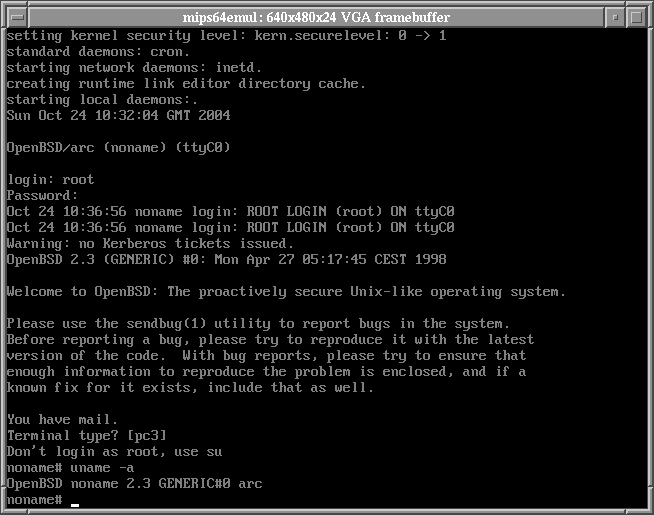 mips64emul: 640x480x24 VGA framebuffer
setting kernel security level: kern.securelevel: 0 -> 1
standard daemons: cron.
starting network daemons: inetd.
creating runtime link editor directory cache.
starting local daemons:.
Sun Oct 24 10:32:04 GMT 2004
OpenBSD/arc (noname) (ttyC0)
login: root
Password:
Oct 24 10:36:56 noname login: ROOT LOGIN (root) ON ttyC0
Oct 24 10:36:56 noname login: ROOT LOGIN (root) ON ttyC0
Warning: no Kerberos tickets issued.
OpenBSD 2.3 (GENERIC) #0: Mon Apr 27 05:17:45 CEST 1998
Welcome to OpenBSD: The proactively secure Unix-like operating system.
Please use the sendbug(1) utility to report bugs in the system.
Before reporting a bug, please try to reproduce it with the latest
version of the code.  With bug reports, please try to ensure that
enough information to reproduce the problem is enclosed, and if a
known fix for it exists, include that as well.
You have mail.
Terminal type? [pc3]
Don't login as root, use su
noname# uname -a
OpenBSD noname 2.3 GENERIC#0 arc
noname#